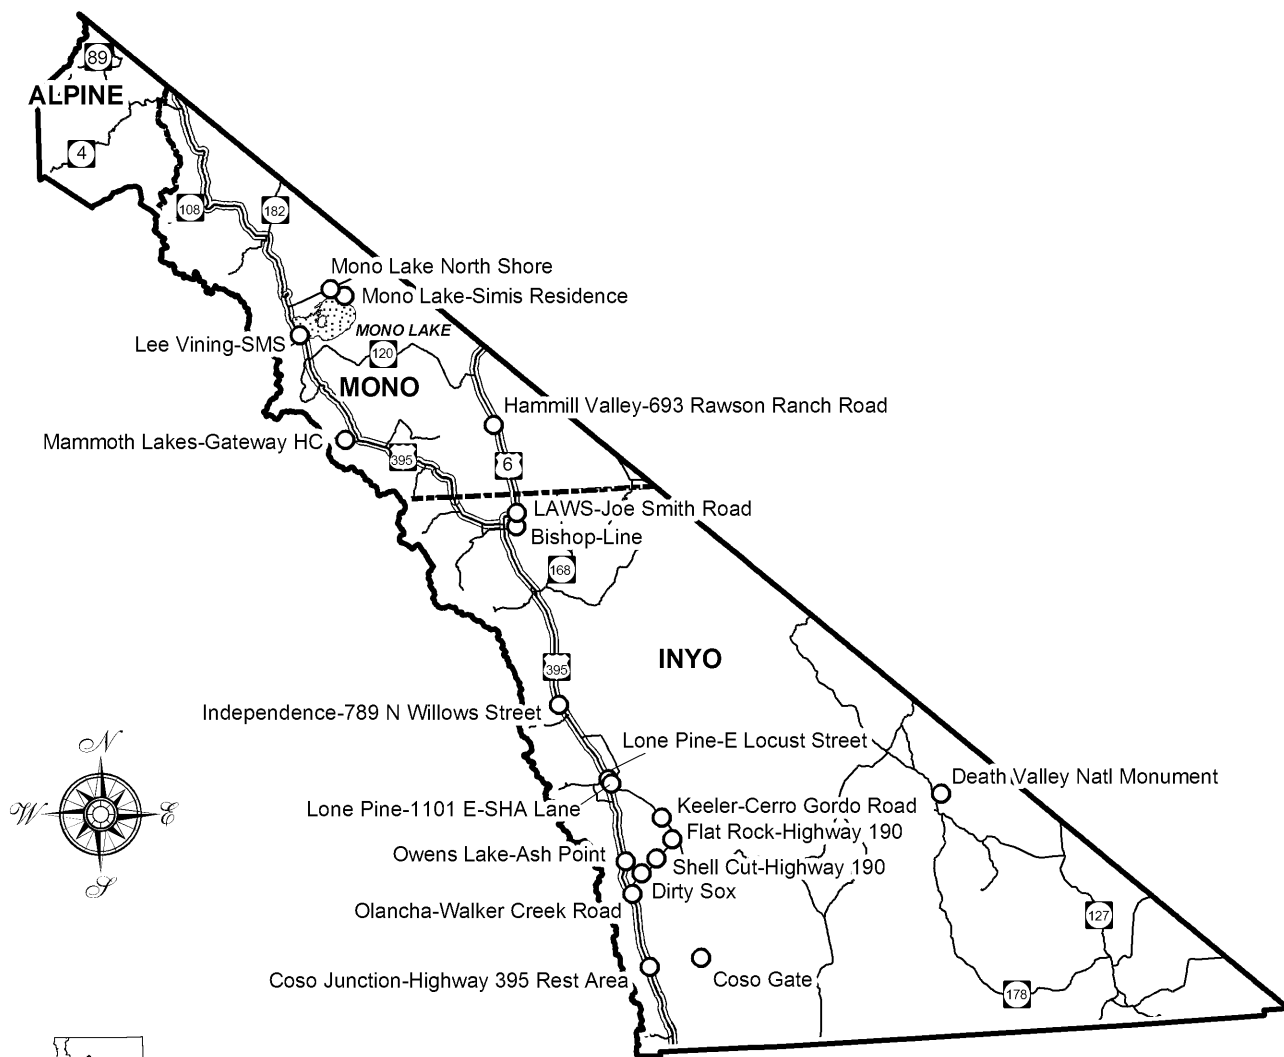 89
ALPINE
4
108
182
Mono Lake North Shore
Mono Lake-Simis Residence
MONO LAKE
Lee Vining-SMS
120
MONO
Hammill Valley-693 Rawson Ranch Road
Mammoth Lakes-Gateway HC
395
6
LAWS-Joe Smith Road
Bishop-Line
168
INYO
395
Independence-789 N Willows Street
Lone Pine-E Locust Street
N
Death Valley Natl Monument
Lone Pine-1101 E-SHA Lane
Keeler-Cerro Gordo Road
W E
Flat Rock-Highway 190
Owens Lake-Ash Point
Shell Cut-Highway 190
S
Dirty Sox
Olancha-Walker Creek Road
127
Coso Junction-Highway 395 Rest Area
Coso Gate
178